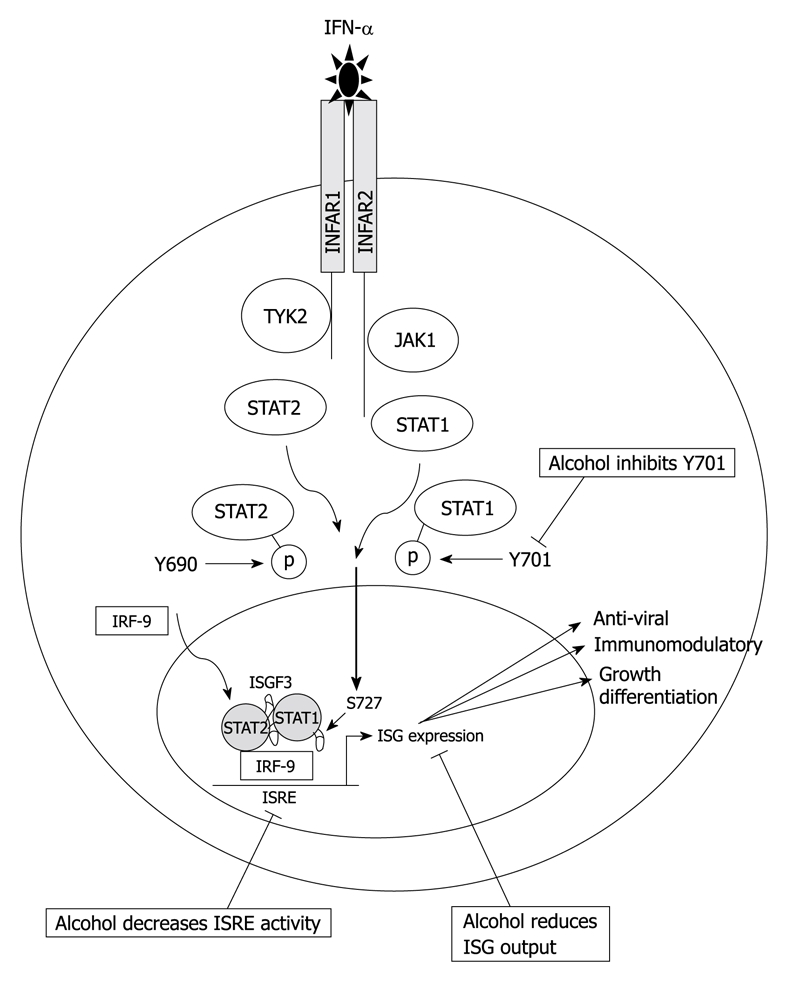 IFN-α
INFAR1
INFAR2
TYK2
JAK1
STAT2
STAT1
Alcohol inhibits Y701
STAT2
STAT1
p
p
Y690
Y701
IRF-9
Anti-viral
Immunomodulatory
Growth
differentiation
ISGF3
S727
STAT2
STAT1
ISG expression
IRF-9
ISRE
Alcohol decreases ISRE activity
Alcohol reduces
ISG output